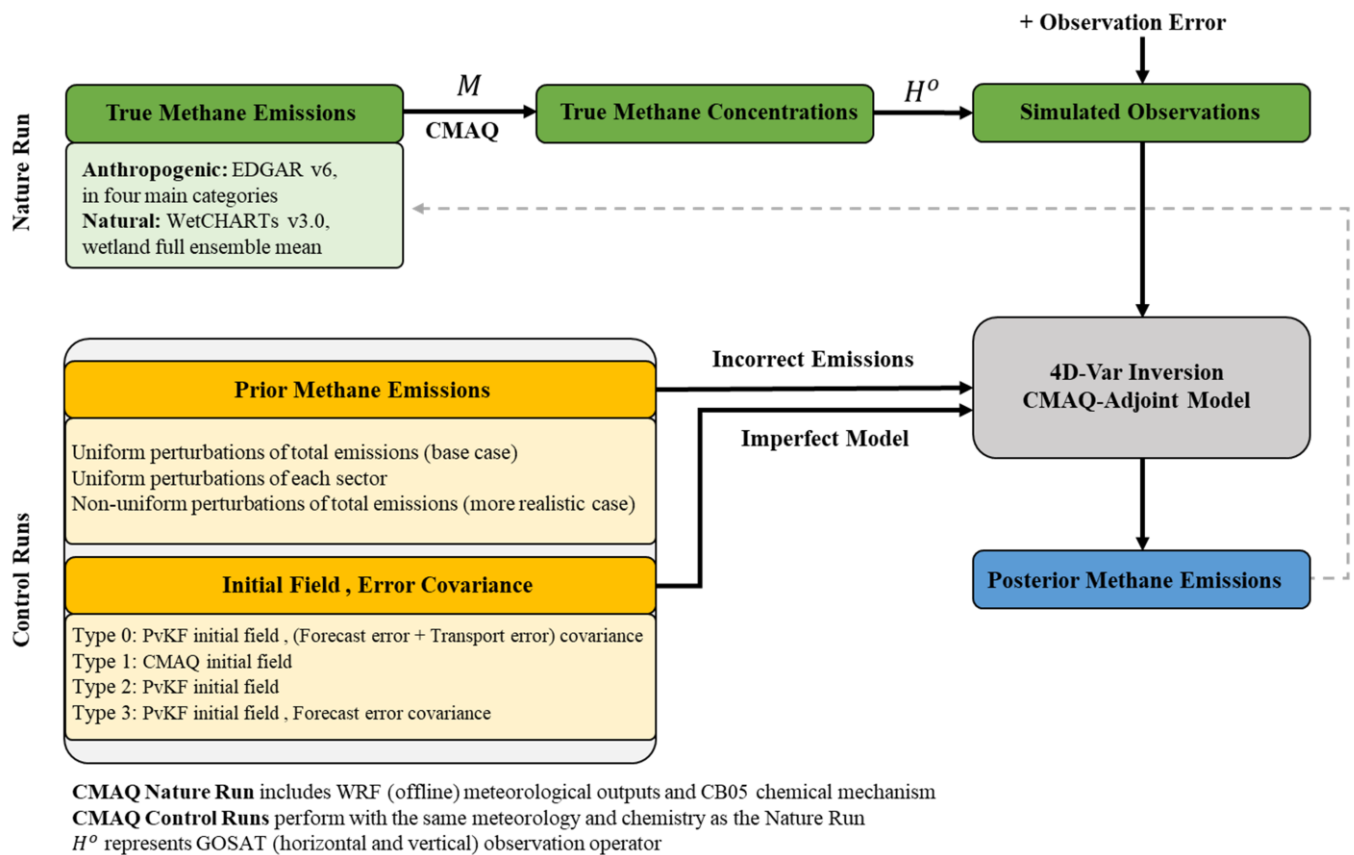 + Observation Error
Nature Run
True Methane Emissions
M
CMAQ
True Methane Concentrations
H^o
Simulated Observations
Anthropogenic: EDGAR v6,
in four main categories
Natural: WetCHARTs v3.0,
wetland full ensemble mean
Control Runs
Prior Methane Emissions
Uniform perturbations of total emissions (base case)
Uniform perturbations of each sector
Non-uniform perturbations of total emissions (more realistic case)
Initial Field , Error Covariance
Type 0: PvKF initial field , (Forecast error + Transport error) covariance
Type 1: CMAQ initial field
Type 2: PvKF initial field
Type 3: PvKF initial field , Forecast error covariance
Incorrect Emissions
Imperfect Model
4D-Var Inversion
CMAQ-Adjoint Model
Posterior Methane Emissions
CMAQ Nature Run includes WRF (offline) meteorological outputs and CB05 chemical mechanism
CMAQ Control Runs perform with the same meteorology and chemistry as the Nature Run
H^o represents GOSAT (horizontal and vertical) observation operator